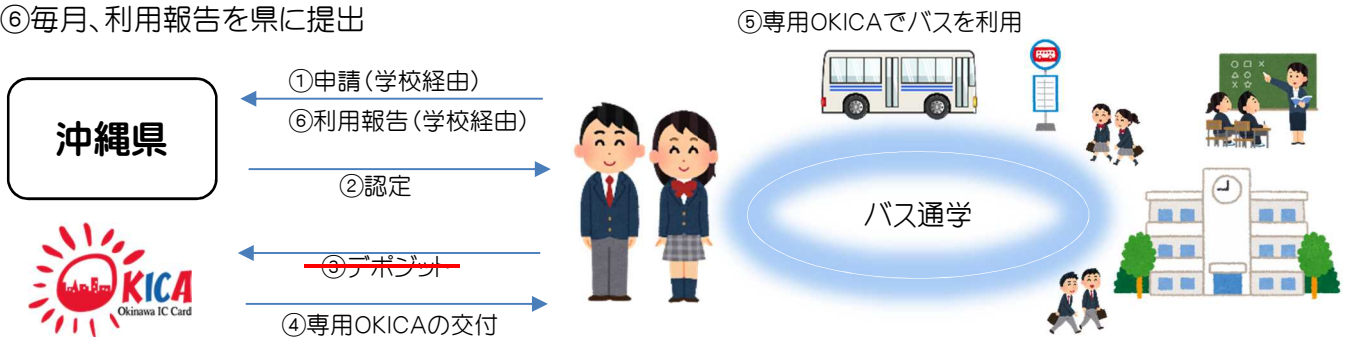 ⑥毎月、利用報告を県に提出
⑤専用OKICAでバスを利用
①申請(学校経由)
⑥利用報告(学校経由)
沖縄県
②認定
バス通学
③デポジット
OKICA
Okinawa IC Card
④専用OKICAの交付